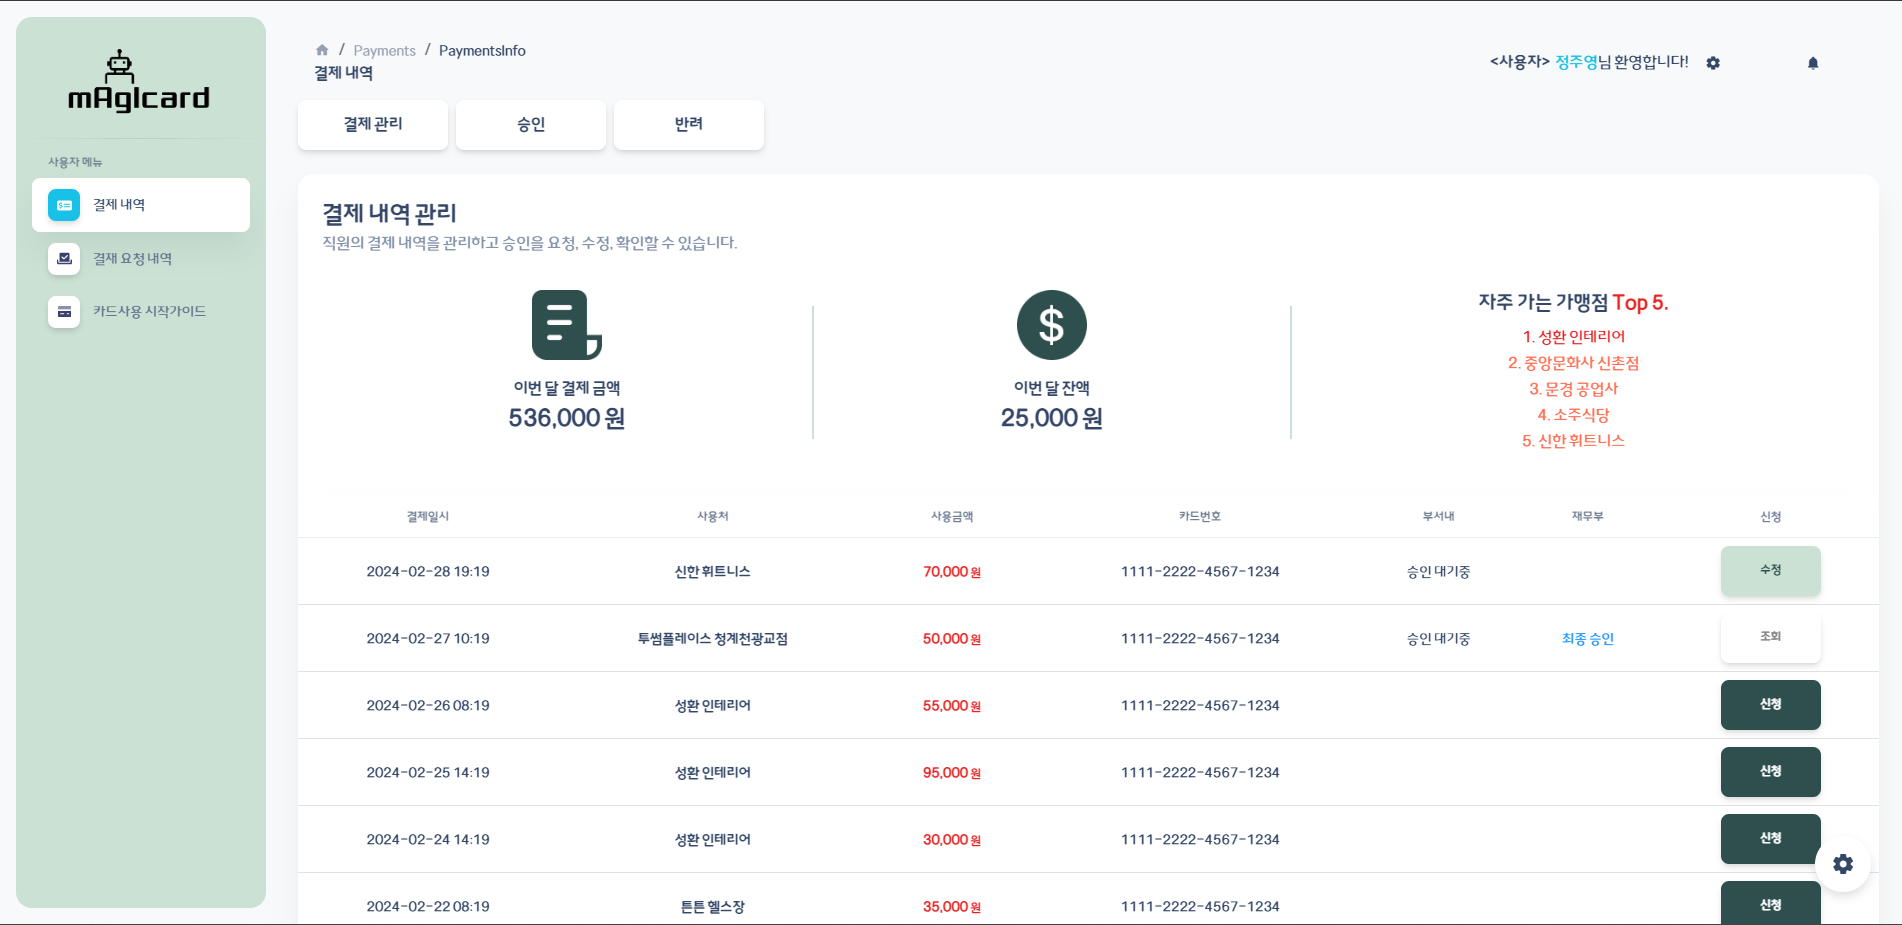 mAgIcard
사용자 메뉴
결제 내역
결재 요청 내역
카드사용 시작가이드
/ Payments / PaymentsInfo
결제 내역
<사용자> 정주영님 환영합니다!
결제 관리 승인 반려
결제 내역 관리
직원의 결제 내역을 관리하고 승인을 요청, 수정, 확인할 수 있습니다.
이번 달 결제 금액
536,000 원
이번 달 잔액
25,000 원
자주 가는 가맹점 Top 5.
1. 성환 인테리어
2. 중앙문화사 신촌점
3. 문경 공업사
4. 소주식당
5. 신한 휘트니스
결제일시 사용처 사용금액 카드번호 부서내 재무부 신청
2024-02-28 19:19 신한 휘트니스 70,000 원 1111-2222-4567-1234 승인 대기중 수정
2024-02-27 10:19 투썸플레이스 청계천광교점 50,000 원 1111-2222-4567-1234 승인 대기중 최종 승인 조회
2024-02-26 08:19 성환 인테리어 55,000 원 1111-2222-4567-1234 신청
2024-02-25 14:19 성환 인테리어 95,000 원 1111-2222-4567-1234 신청
2024-02-24 14:19 성환 인테리어 30,000 원 1111-2222-4567-1234 신청
2024-02-22 08:19 튼튼 헬스장 35,000 원 1111-2222-4567-1234 신청